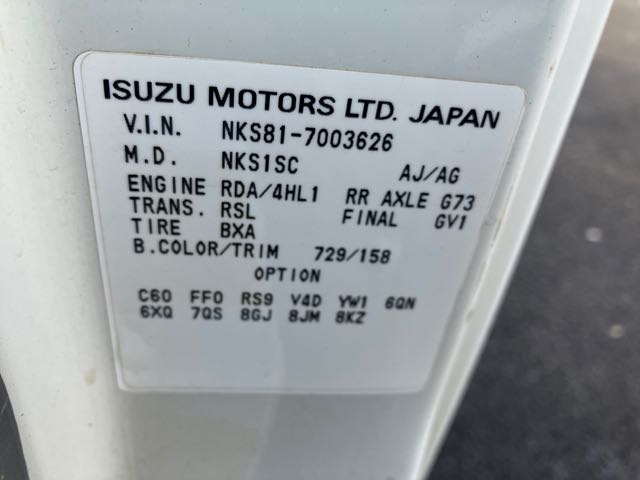 ISUZU MOTORS LTD. JAPAN
V.I.N. NKS81-7003626
M.D. NKS1SC AJ/AG
ENGINE RDA/4HL1 RR AXLE G73
TRANS. RSL FINAL GV1
TIRE BXA
B.COLOR/TRIM 729/158
OPTION
C60 FF0 RS9 V4D YW1 6QN
6XQ 7QS 8GJ 8JM 8KZ